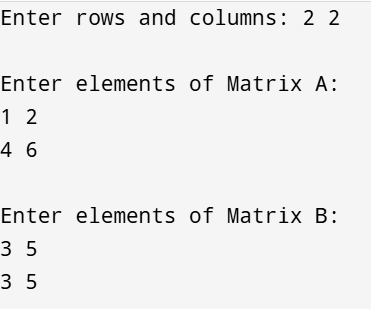 Enter rows and columns: 2 2
Enter elements of Matrix A:
1 2
4 6
Enter elements of Matrix B:
3 5
3 5